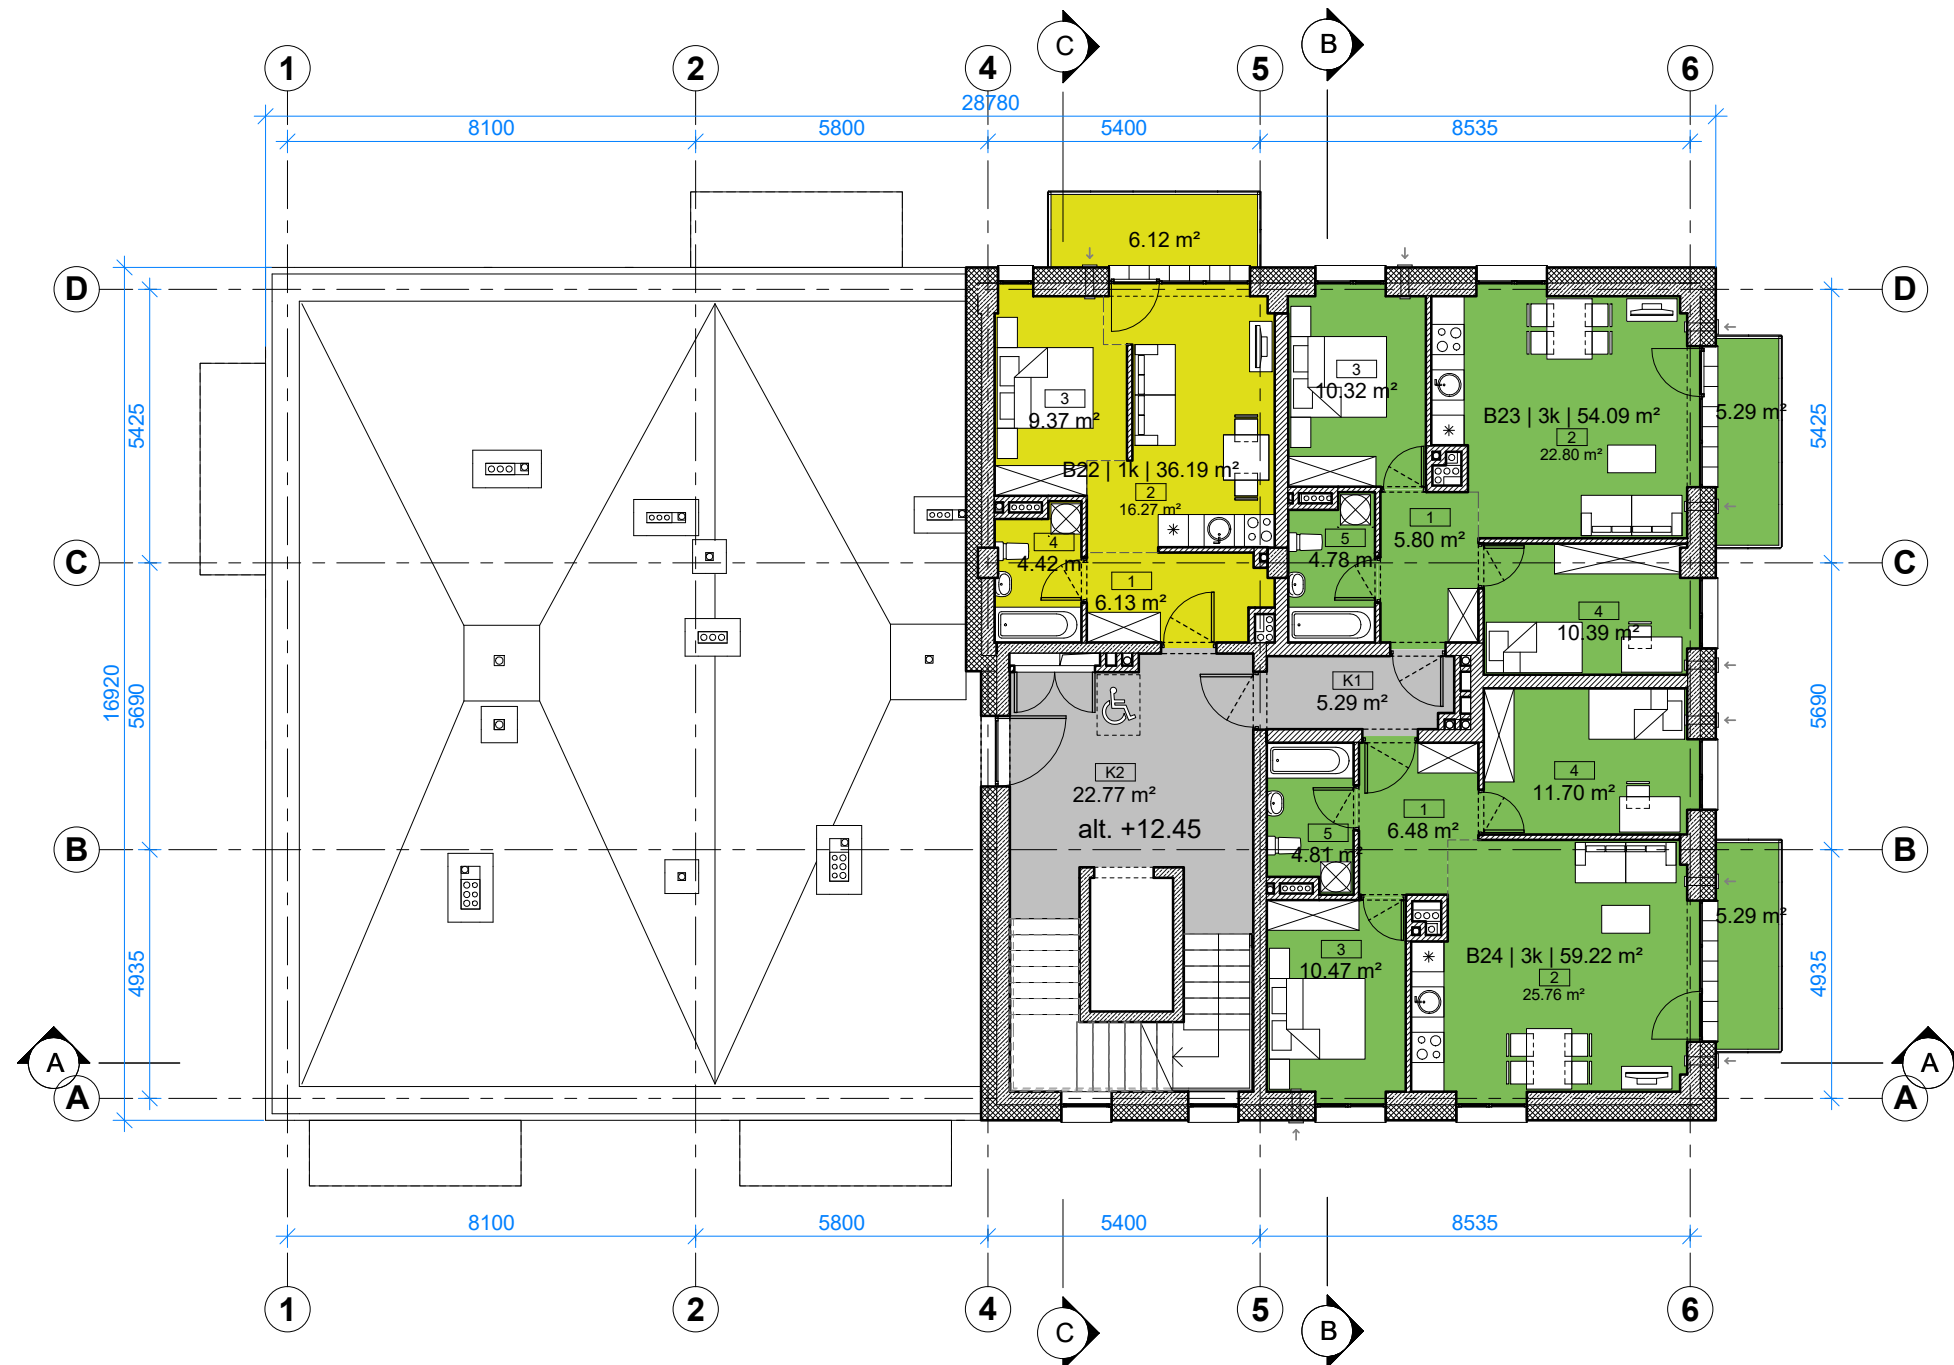 C
B
1
2
4
5
6
28780
8100
5800
5400
8535
6.12 m²
D
D
3
9.37 m²
3
10.32 m²
B23 | 3k | 54.09 m²
2
22.80 m²
5.29 m²
5425
5425
B22 | 1k | 36.19 m²
2
16.27 m²
1
5.80 m²
4
4.42 m²
5
4.78 m²
C
C
1
6.13 m²
4
10.39 m²
16920
5690
5690
K1
5.29 m²
K2
22.77 m²
alt. +12.45
4
11.70 m²
1
6.48 m²
5
4.81 m²
B
B
3
10.47 m²
B24 | 3k | 59.22 m²
2
25.76 m²
5.29 m²
4935
4935
A
A
A
A
8100
5800
5400
8535
1
2
4
5
6
C
B